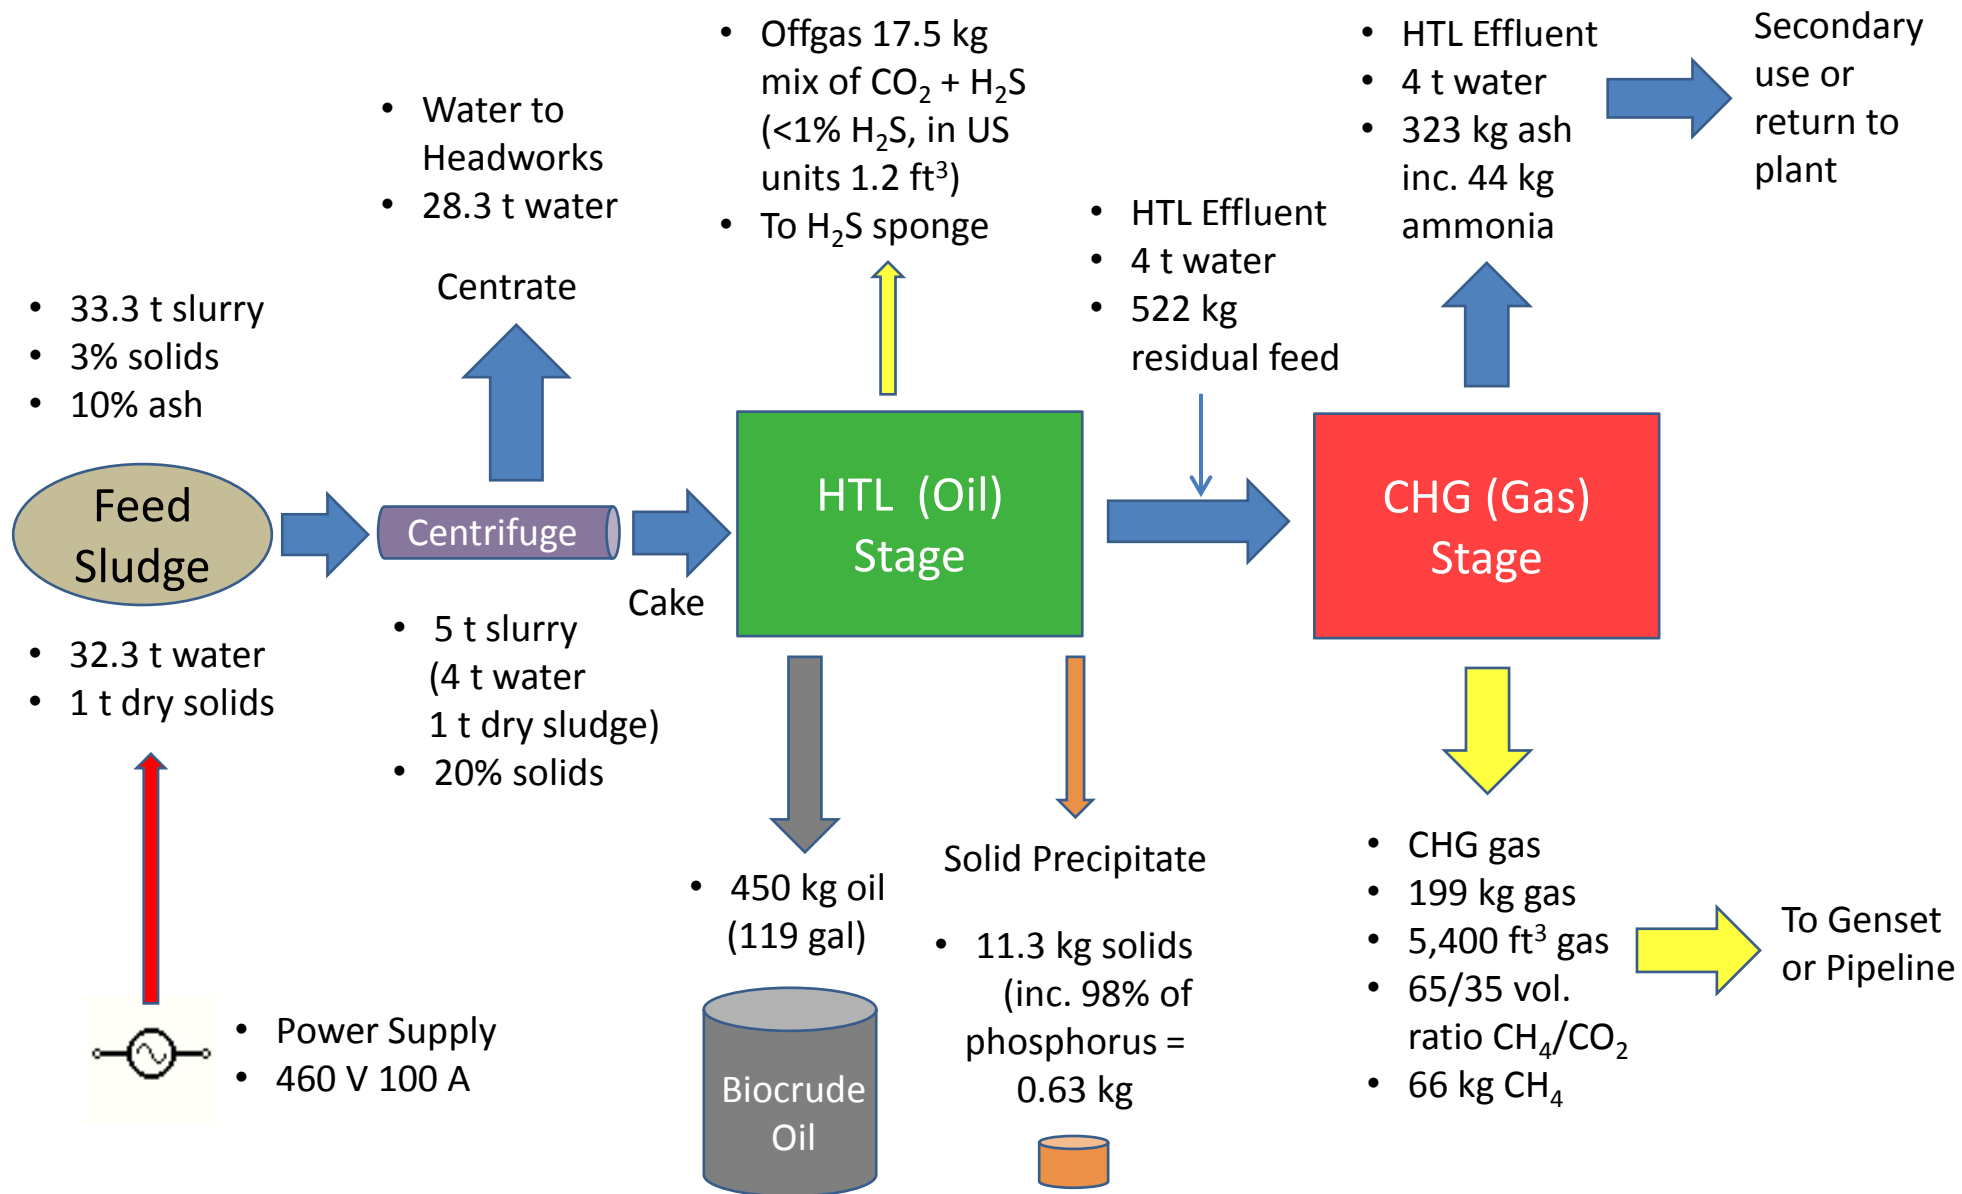 • 33.3 t slurry
• 3% solids
• 10% ash
Feed
Sludge
• 32.3 t water
• 1 t dry solids
• Power Supply
• 460 V 100 A
• Water to
Headworks
• 28.3 t water
Centrate
Centrifuge
• 5 t slurry
(4 t water
1 t dry sludge)
• 20% solids
Cake
• Offgas 17.5 kg
mix of CO₂ + H₂S
(<1% H₂S, in US
units 1.2 ft³)
• To H₂S sponge
HTL (Oil)
Stage
• 450 kg oil
(119 gal)
Biocrude
Oil
Solid Precipitate
• 11.3 kg solids
(inc. 98% of
phosphorus =
0.63 kg
• HTL Effluent
• 4 t water
• 522 kg
residual feed
• HTL Effluent
• 4 t water
• 323 kg ash
inc. 44 kg
ammonia
Secondary
use or
return to
plant
CHG (Gas)
Stage
• CHG gas
• 199 kg gas
• 5,400 ft³ gas
• 65/35 vol.
ratio CH₄/CO₂
• 66 kg CH₄
To Genset
or Pipeline